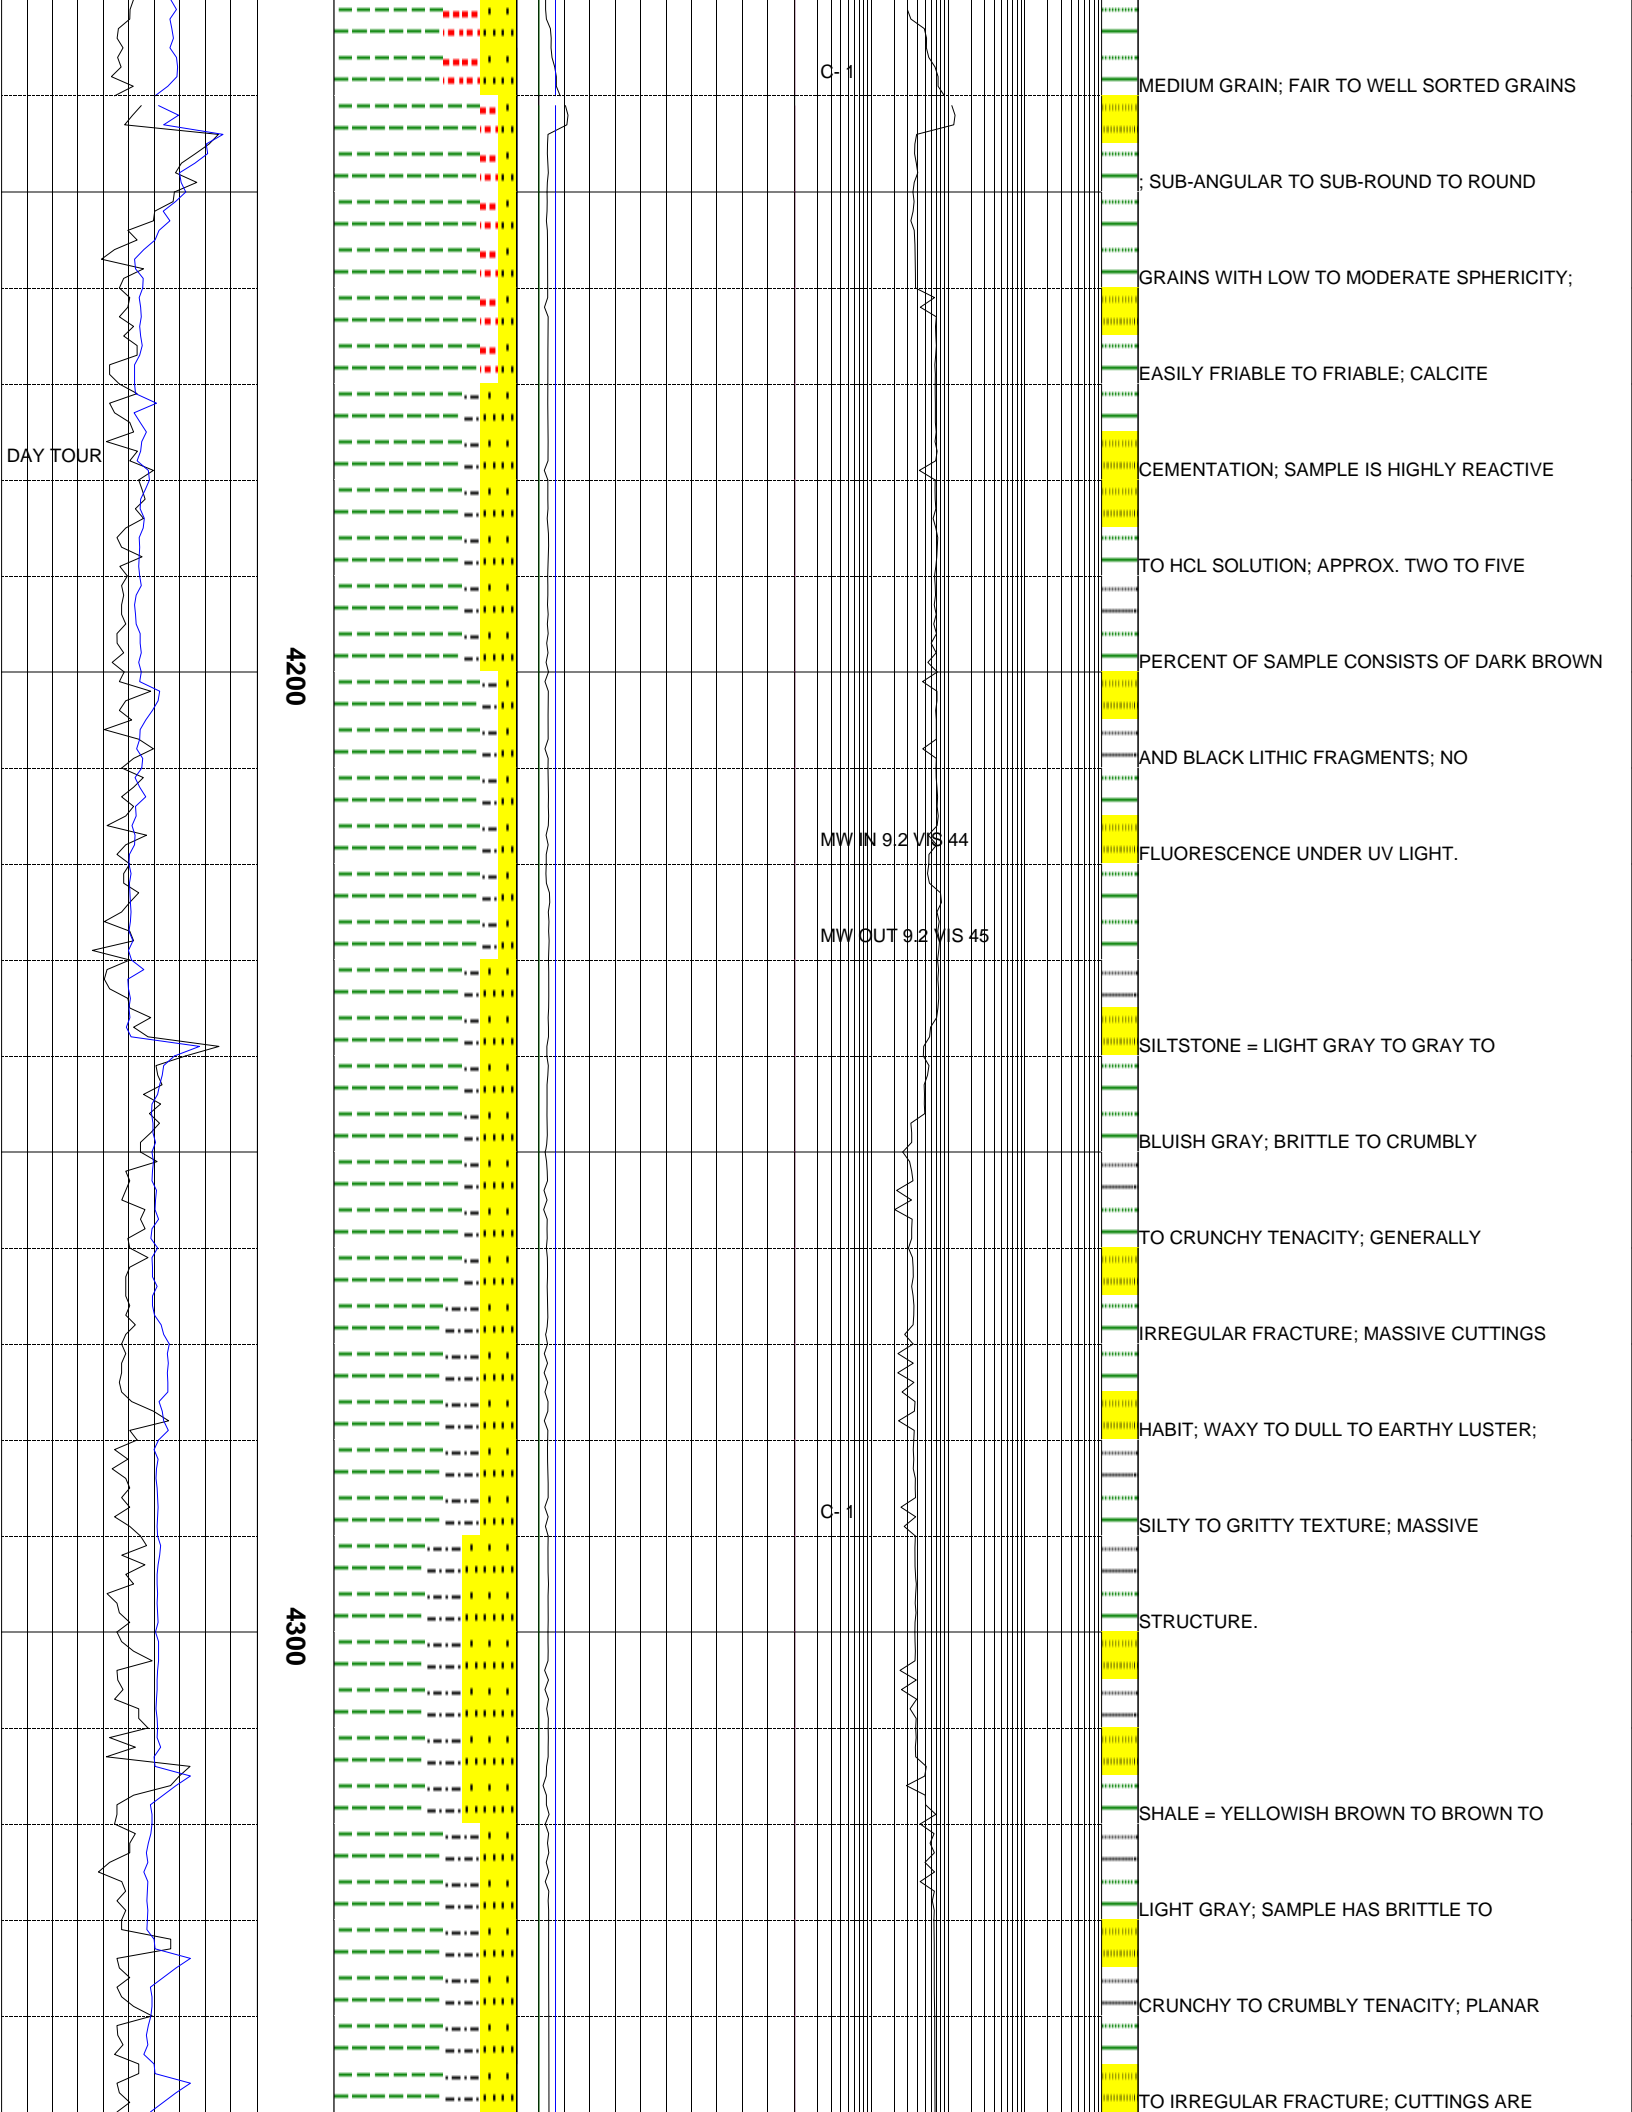 C- 1
MEDIUM GRAIN; FAIR TO WELL SORTED GRAINS
; SUB-ANGULAR TO SUB-ROUND TO ROUND
GRAINS WITH LOW TO MODERATE SPHERICITY;
EASILY FRIABLE TO FRIABLE; CALCITE
DAY TOUR
CEMENTATION; SAMPLE IS HIGHLY REACTIVE
TO HCL SOLUTION; APPROX. TWO TO FIVE
4200
PERCENT OF SAMPLE CONSISTS OF DARK BROWN
AND BLACK LITHIC FRAGMENTS; NO
MW IN 9.2 VIS 44
FLUORESCENCE UNDER UV LIGHT.
MW OUT 9.2 VIS 45
SILTSTONE = LIGHT GRAY TO GRAY TO
BLUISH GRAY; BRITTLE TO CRUMBLY
TO CRUNCHY TENACITY; GENERALLY
IRREGULAR FRACTURE; MASSIVE CUTTINGS
HABIT; WAXY TO DULL TO EARTHY LUSTER;
C- 1
SILTY TO GRITTY TEXTURE; MASSIVE
4300
STRUCTURE.
SHALE = YELLOWISH BROWN TO BROWN TO
LIGHT GRAY; SAMPLE HAS BRITTLE TO
CRUNCHY TO CRUMBLY TENACITY; PLANAR
TO IRREGULAR FRACTURE; CUTTINGS ARE